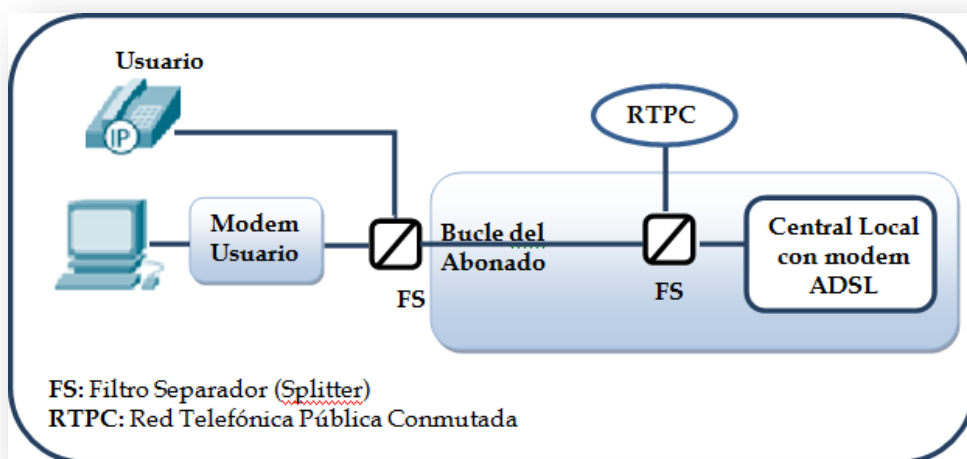 Usuario
IP
RTPC
Modem
Usuario
Bucle del
Abonado
Central Local
con modem
ADSL
FS
FS
FS: Filtro Separador (Splitter)
RTPC: Red Telefónica Pública Conmutada